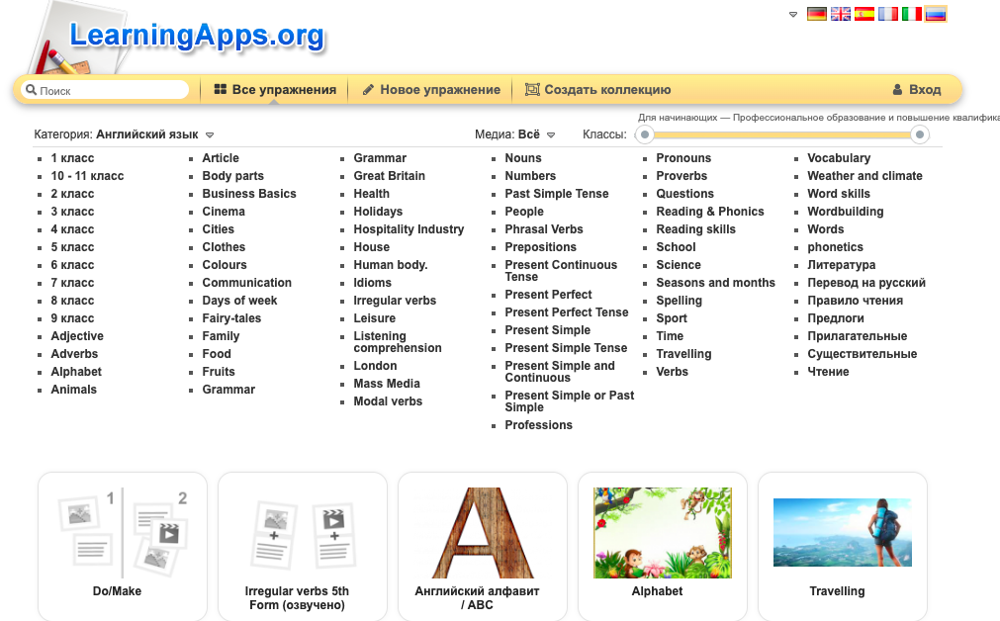 LearningApps.org
Поиск
Все упражнения
Новое упражнение
Создать коллекцию
Вход
Для начинающих — Профессиональное образование и повышение квалифика
Категория: Английский язык
Медиа: Всё
Классы:
1 класс
10 - 11 класс
2 класс
3 класс
4 класс
5 класс
6 класс
7 класс
8 класс
9 класс
Adjective
Adverbs
Alphabet
Animals
Article
Body parts
Business Basics
Cinema
Cities
Clothes
Colours
Communication
Days of week
Fairy-tales
Family
Food
Fruits
Grammar
Grammar
Great Britain
Health
Holidays
Hospitality Industry
House
Human body.
Idioms
Irregular verbs
Leisure
Listening
comprehension
London
Mass Media
Modal verbs
Nouns
Numbers
Past Simple Tense
People
Phrasal Verbs
Prepositions
Present Continuous
Tense
Present Perfect
Present Perfect Tense
Present Simple
Present Simple Tense
Present Simple and
Continuous
Present Simple or Past
Simple
Professions
Pronouns
Proverbs
Questions
Reading & Phonics
Reading skills
School
Science
Seasons and months
Spelling
Sport
Time
Travelling
Verbs
Vocabulary
Weather and climate
Word skills
Wordbuilding
Words
phonetics
Литература
Перевод на русский
Правило чтения
Предлоги
Прилагательные
Существительные
Чтение
1 2
Do/Make
Irregular verbs 5th
Form (озвучено)
A
Английский алфавит
/ ABC
Alphabet
Travelling